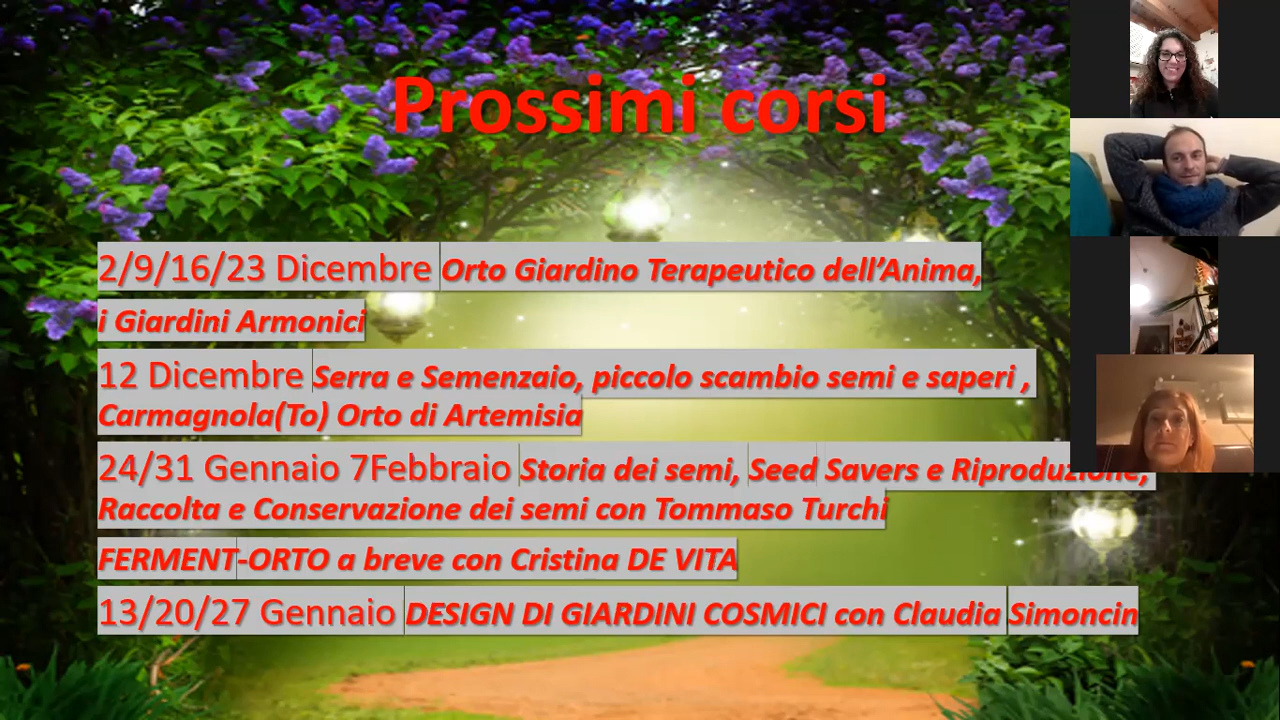 Prossimi corsi
2/9/16/23 Dicembre Orto Giardino Terapeutico dell’Anima,
i Giardini Armonici
12 Dicembre Serra e Semenzaio, piccolo scambio semi e saperi ,
Carmagnola(To) Orto di Artemisia
24/31 Gennaio 7Febbraio Storia dei semi, Seed Savers e Riproduzione,
Raccolta e Conservazione dei semi con Tommaso Turchi
FERMENT-ORTO a breve con Cristina DE VITA
13/20/27 Gennaio DESIGN DI GIARDINI COSMICI con Claudia Simoncin